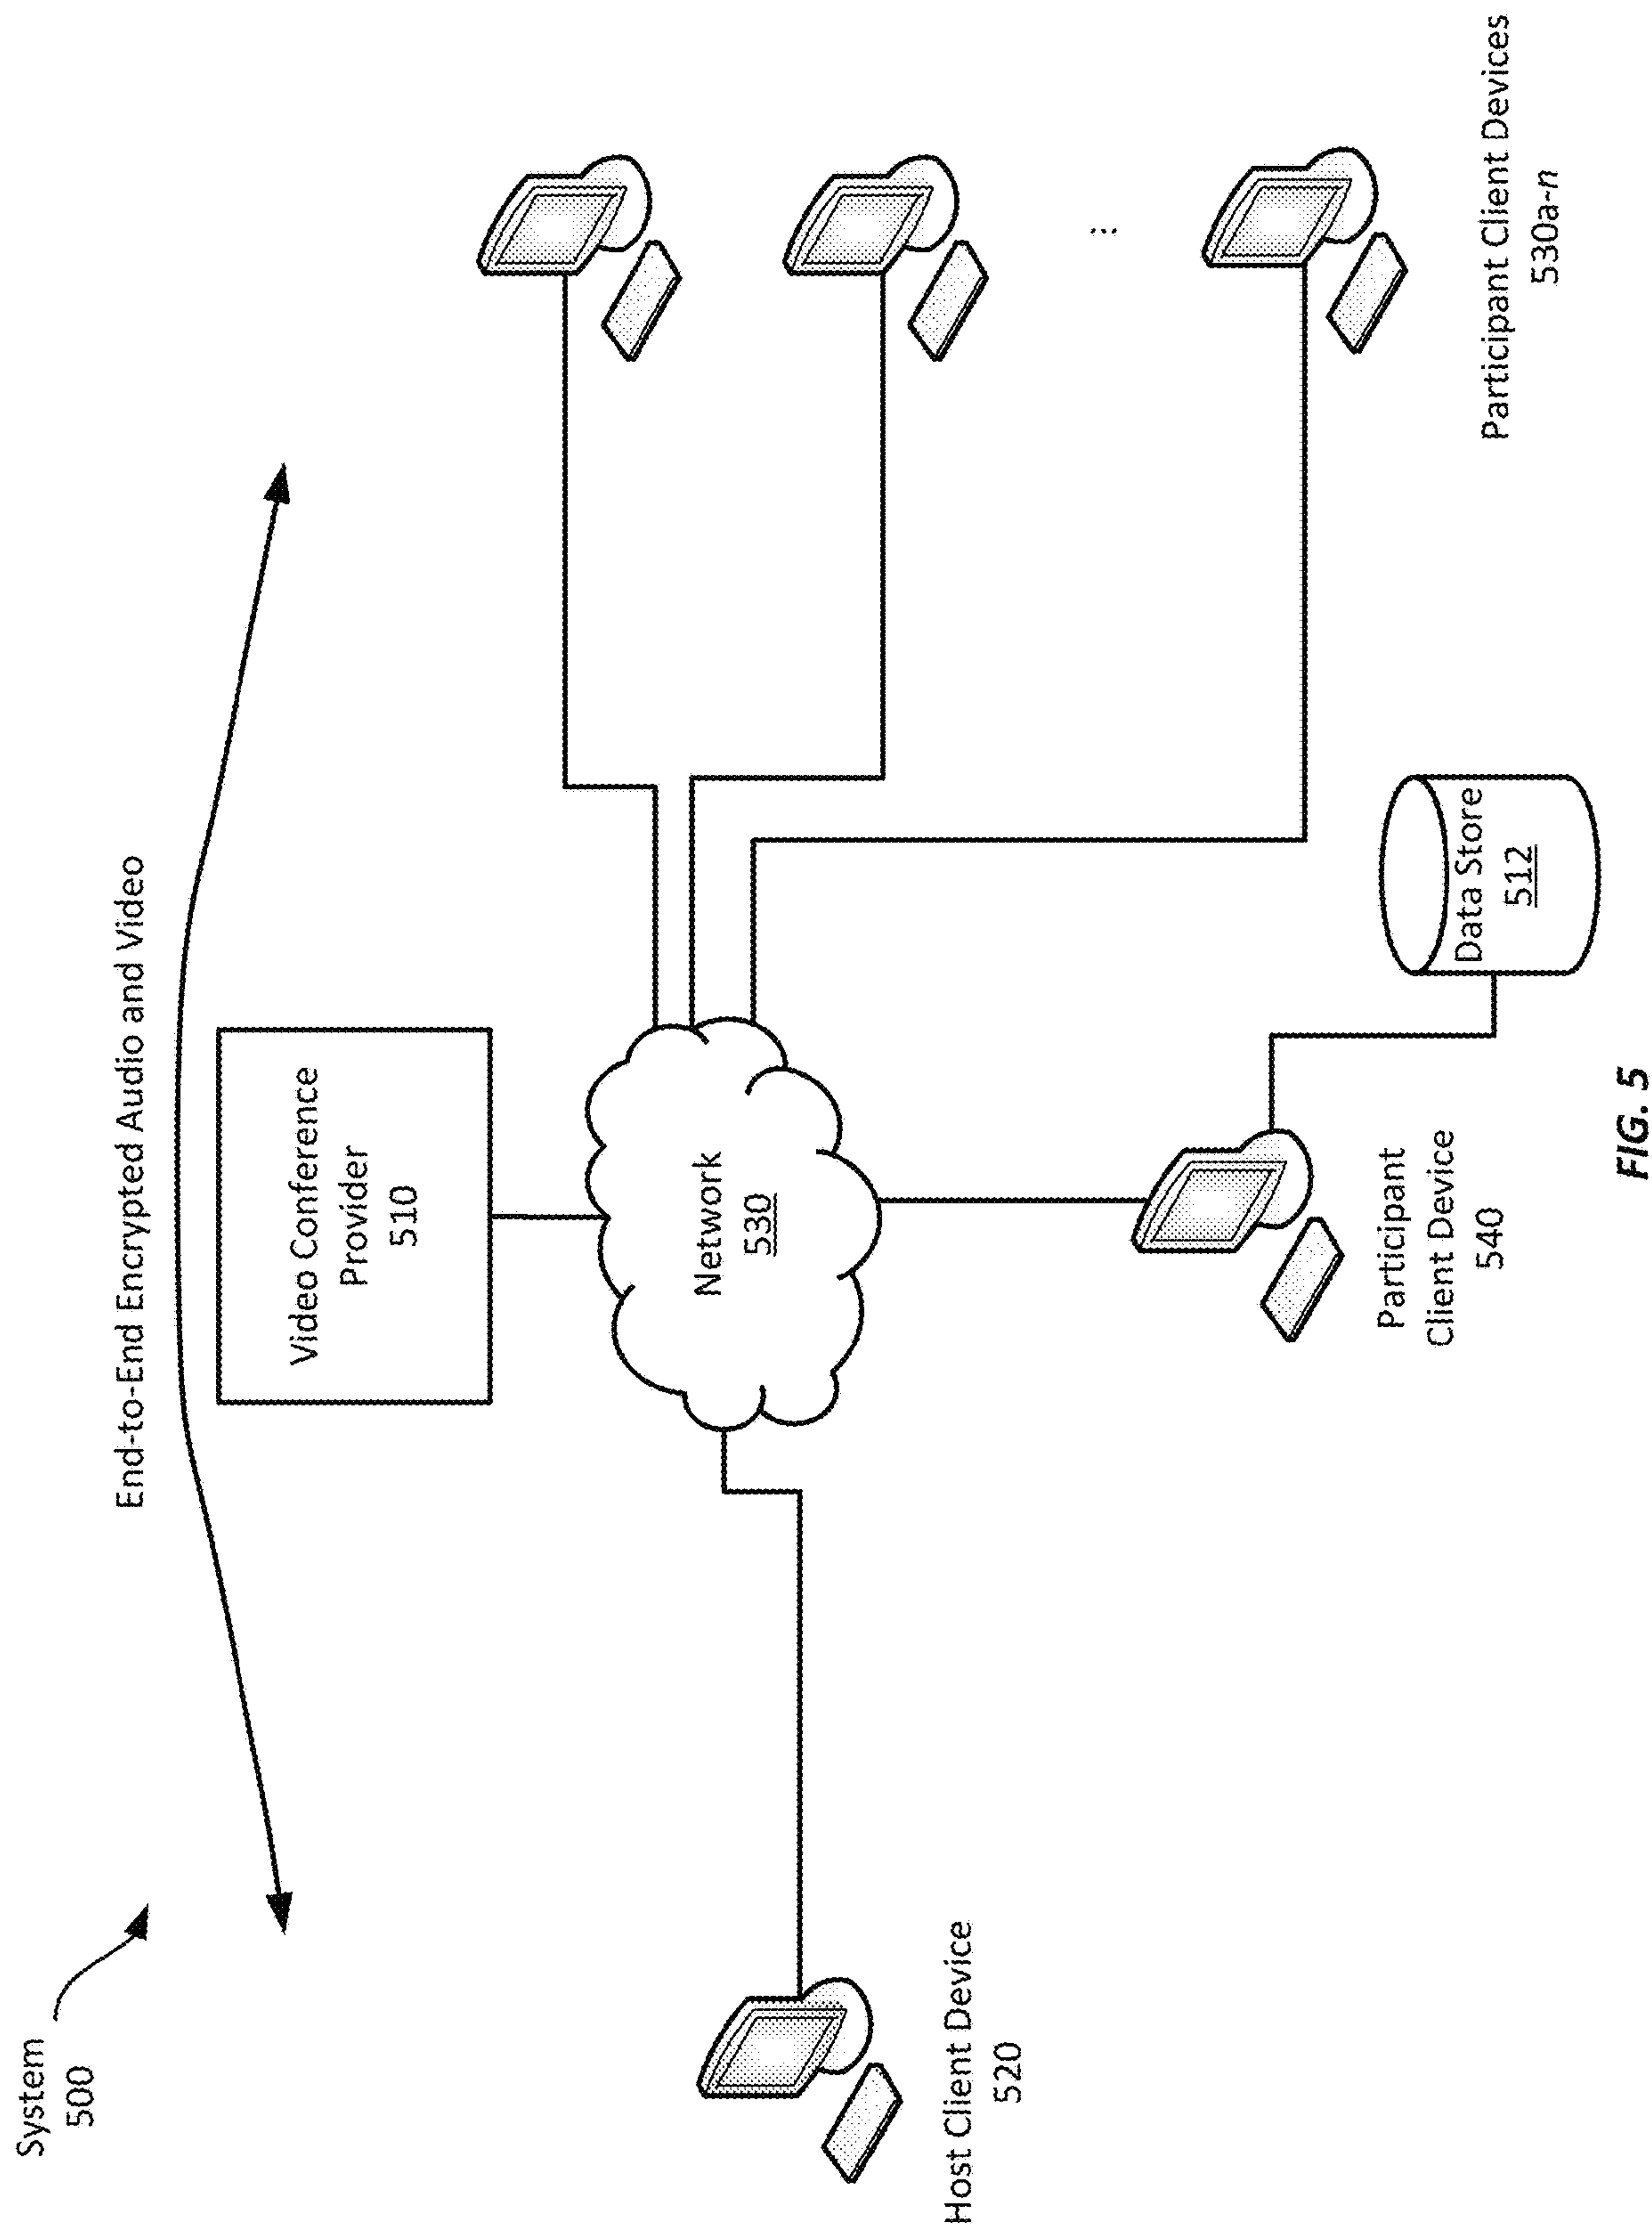 System
500
End-to-End Encrypted Audio and Video
Video Conference
Provider
510
Network
530
Host Client Device
520
Participant
Client Device
540
Data Store
512
Participant Client Devices
530a-n
FIG. 5